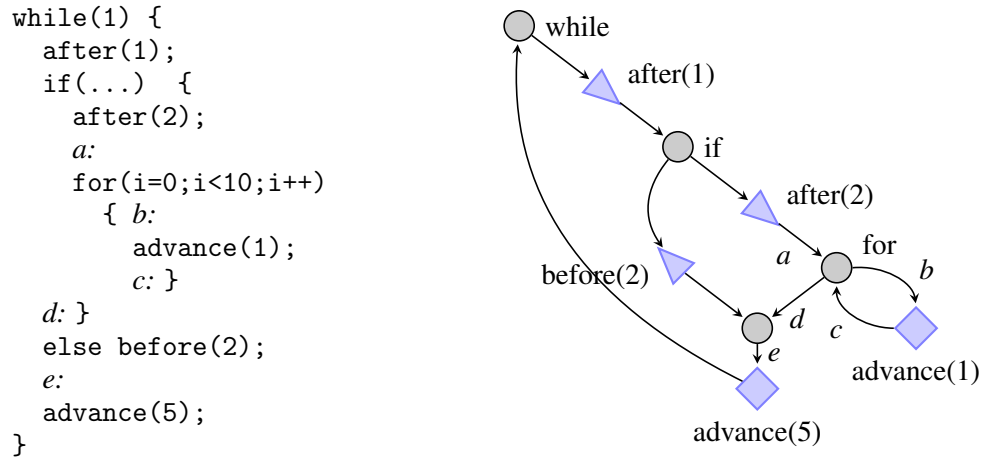 while(1) {
after(1);
if(...) {
after(2);
a:
for(i=0;i<10;i++)
{ b:
advance(1);
c: }
d: }
else before(2);
e:
advance(5);
}
while
after(1)
if
after(2)
for
a
b
before(2)
d
c
e
advance(1)
advance(5)